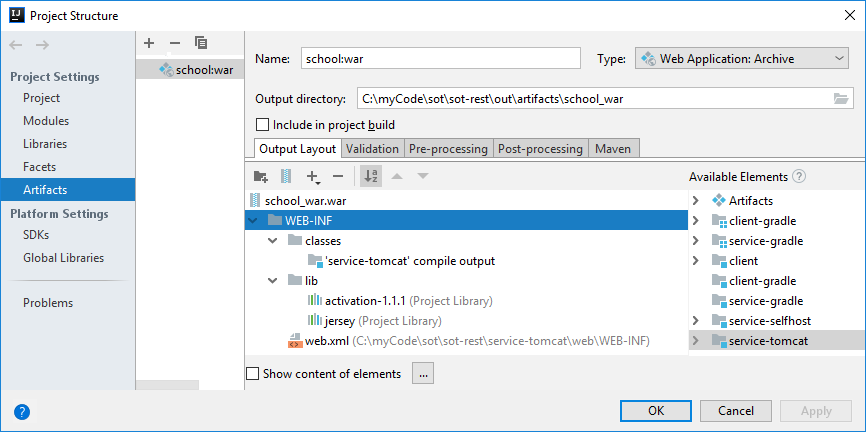 Project Structure
Project Settings
Project
Modules
Libraries
Facets
Artifacts
Platform Settings
SDKs
Global Libraries
Problems
school:war
Name: school:war Type: Web Application: Archive
Output directory: C:\myCode\sot\sot-rest\out\artifacts\school_war
Include in project build
Output Layout Validation Pre-processing Post-processing Maven
school_war.war
WEB-INF
classes
'service-tomcat' compile output
lib
activation-1.1.1 (Project Library)
jersey (Project Library)
web.xml (C:\myCode\sot\sot-rest\service-tomcat\web\WEB-INF)
Available Elements ?
Artifacts
client-gradle
service-gradle
client
client-gradle
service-gradle
service-selfhost
service-tomcat
Show content of elements ...
? OK Cancel Apply